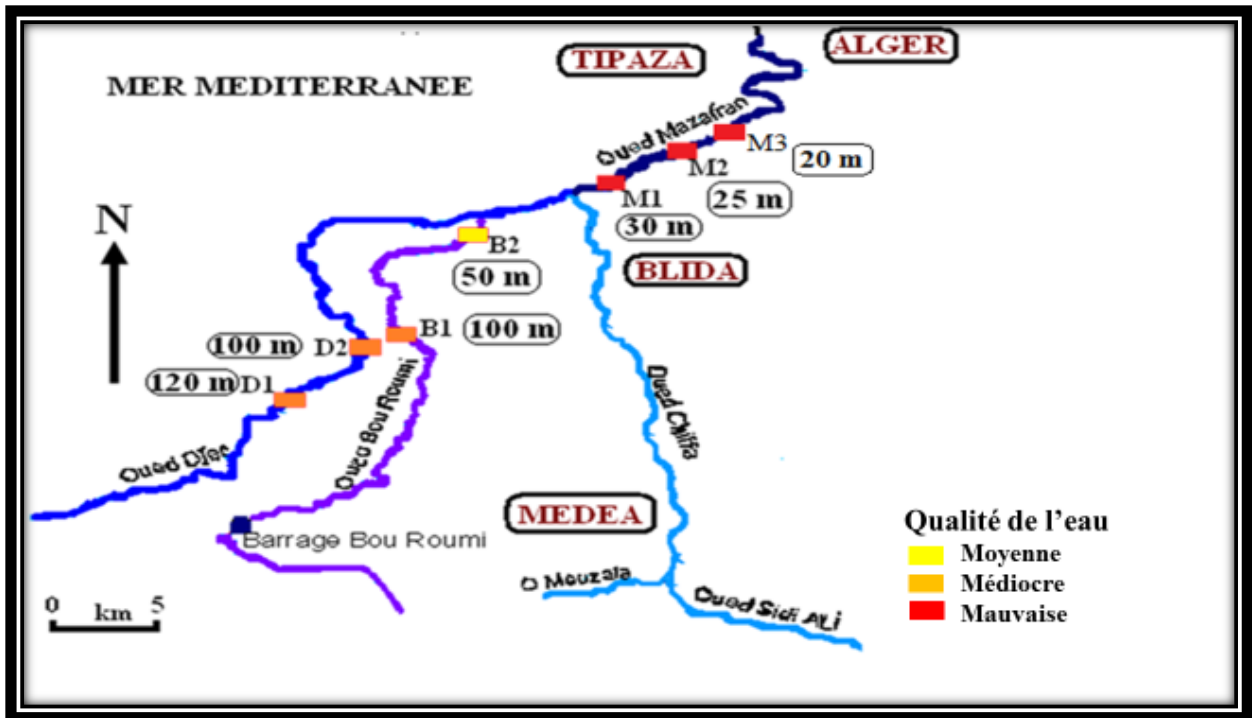 ALGER
TIPAZA
MER MEDITERRANEE
Oued Mazafran
M3
20 m
M2
25 m
M1
30 m
N
B2
50 m
BLIDA
B1
100 m
100 m D2
120 m D1
Oued Bou Roumi
Oued Chiffa
Oued Djer
MEDEA
Barrage Bou Roumi
Qualité de l’eau
Moyenne
Médiocre
Mauvaise
O Mouzaia
Oued Sidi ALI
0 km 5